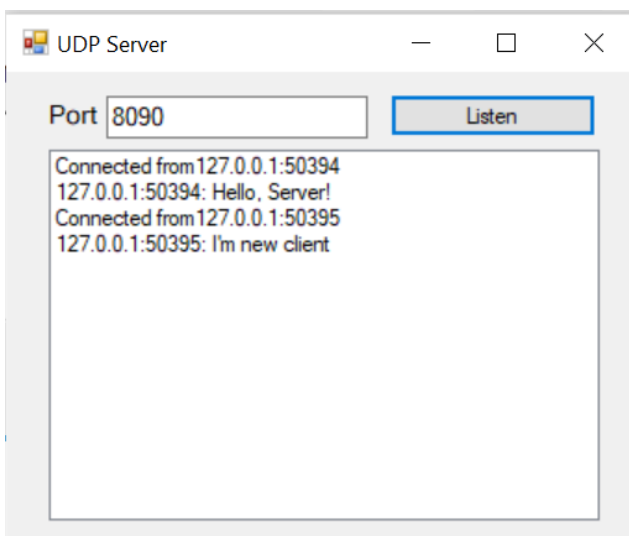 UDP Server
Port 8090 Listen
Connected from127.0.0.1:50394
127.0.0.1:50394: Hello, Server!
Connected from127.0.0.1:50395
127.0.0.1:50395: I'm new client